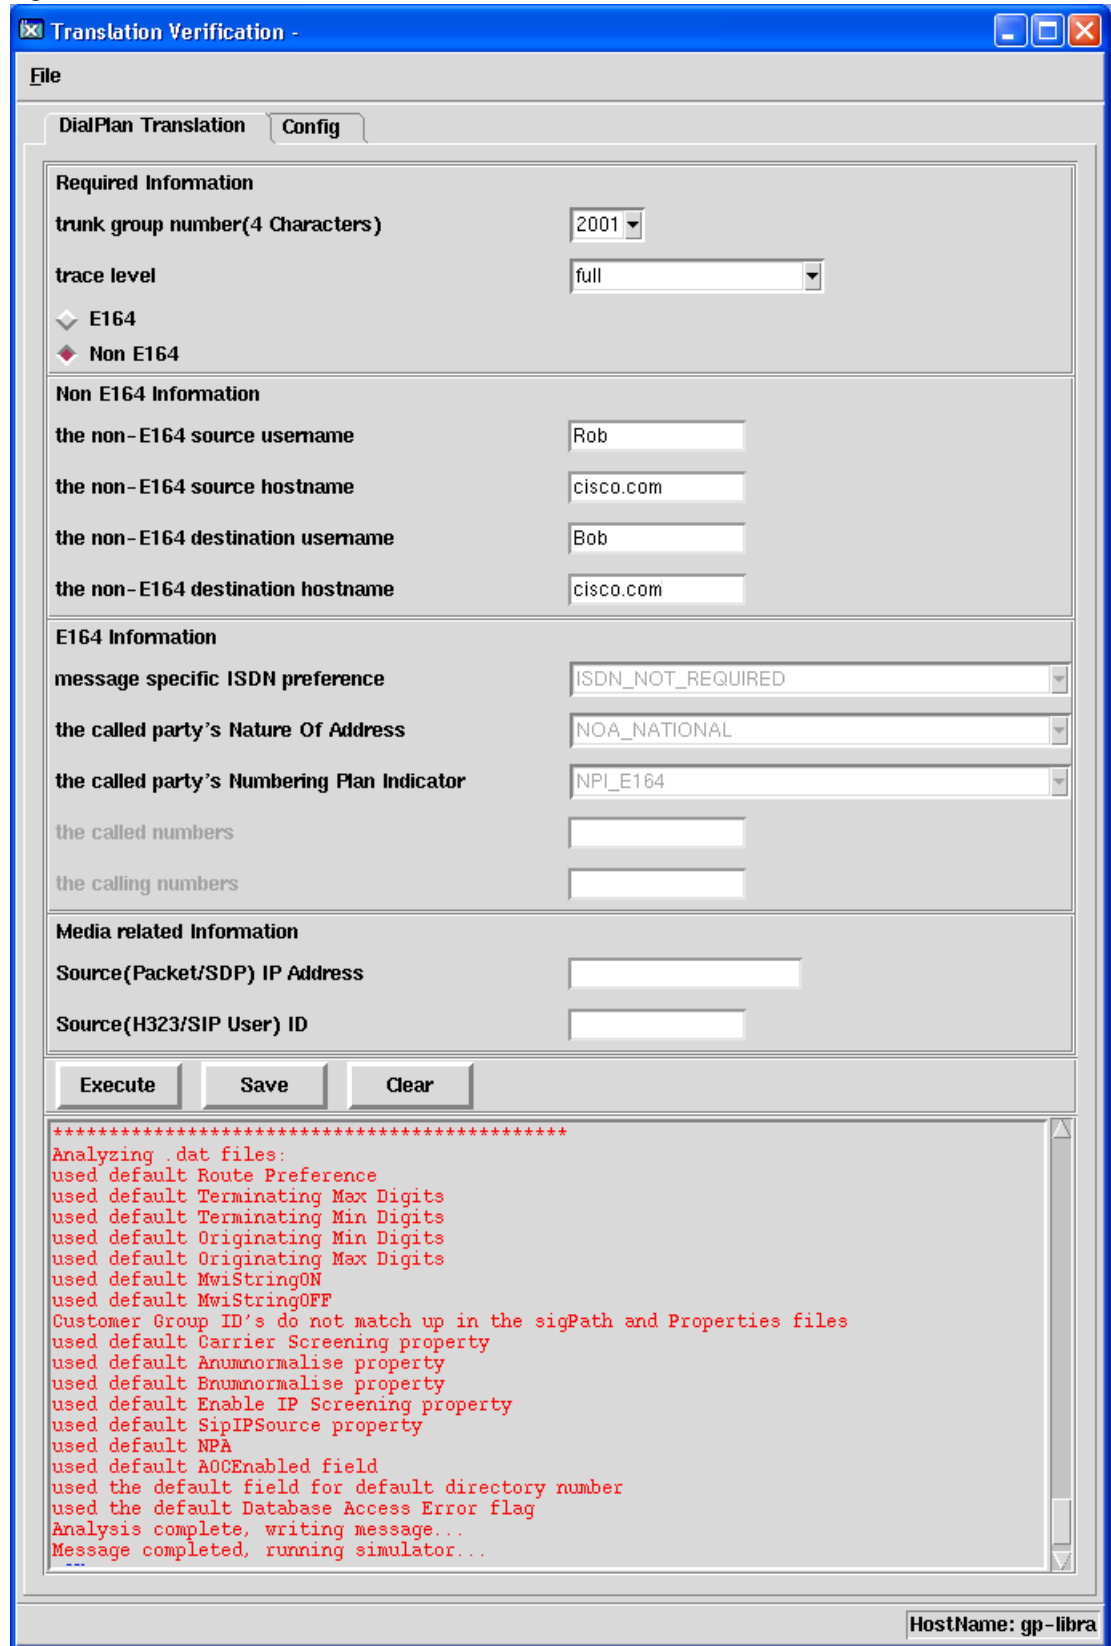 Translation Verification -
File
DialPlan Translation Config
Required Information
trunk group number(4 Characters) 2001
trace level full
E164
Non E164
Non E164 Information
the non-E164 source username Rob
the non-E164 source hostname cisco.com
the non-E164 destination username Bob
the non-E164 destination hostname cisco.com
E164 Information
message specific ISDN preference ISDN_NOT_REQUIRED
the called party's Nature Of Address NOA_NATIONAL
the called party's Numbering Plan Indicator NPI_E164
the called numbers
the calling numbers
Media related Information
Source(Packet/SDP) IP Address
Source(H323/SIP User) ID
Execute Save Clear
**********************************************
Analyzing .dat files:
used default Route Preference
used default Terminating Max Digits
used default Terminating Min Digits
used default Originating Min Digits
used default Originating Max Digits
used default MwiStringON
used default MwiStringOFF
Customer Group ID's do not match up in the sigPath and Properties files
used default Carrier Screening property
used default Anumnormalise property
used default Bnumnormalise property
used default Enable IP Screening property
used default SipIPSource property
used default NPA
used default AOCEnabled field
used the default field for default directory number
used the default Database Access Error flag
Analysis complete, writing message...
Message completed, running simulator...
HostName: gp-libra